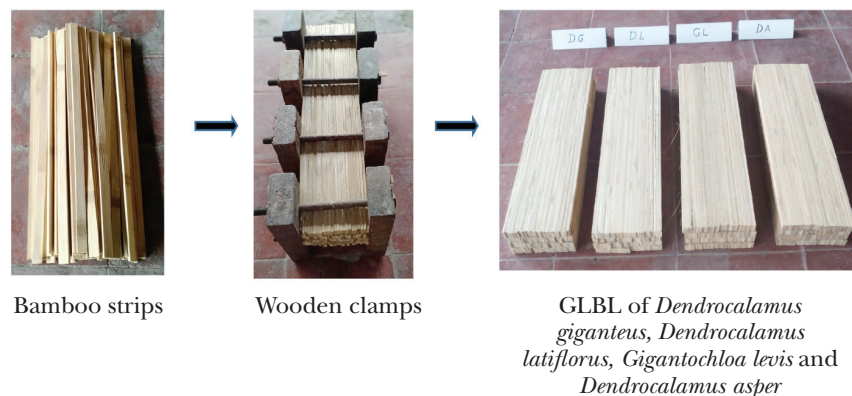 DG DL GL DA
Bamboo strips
Wooden clamps
GLBL of Dendrocalamus
giganteus, Dendrocalamus
latiflorus, Gigantochloa levis and
Dendrocalamus asper